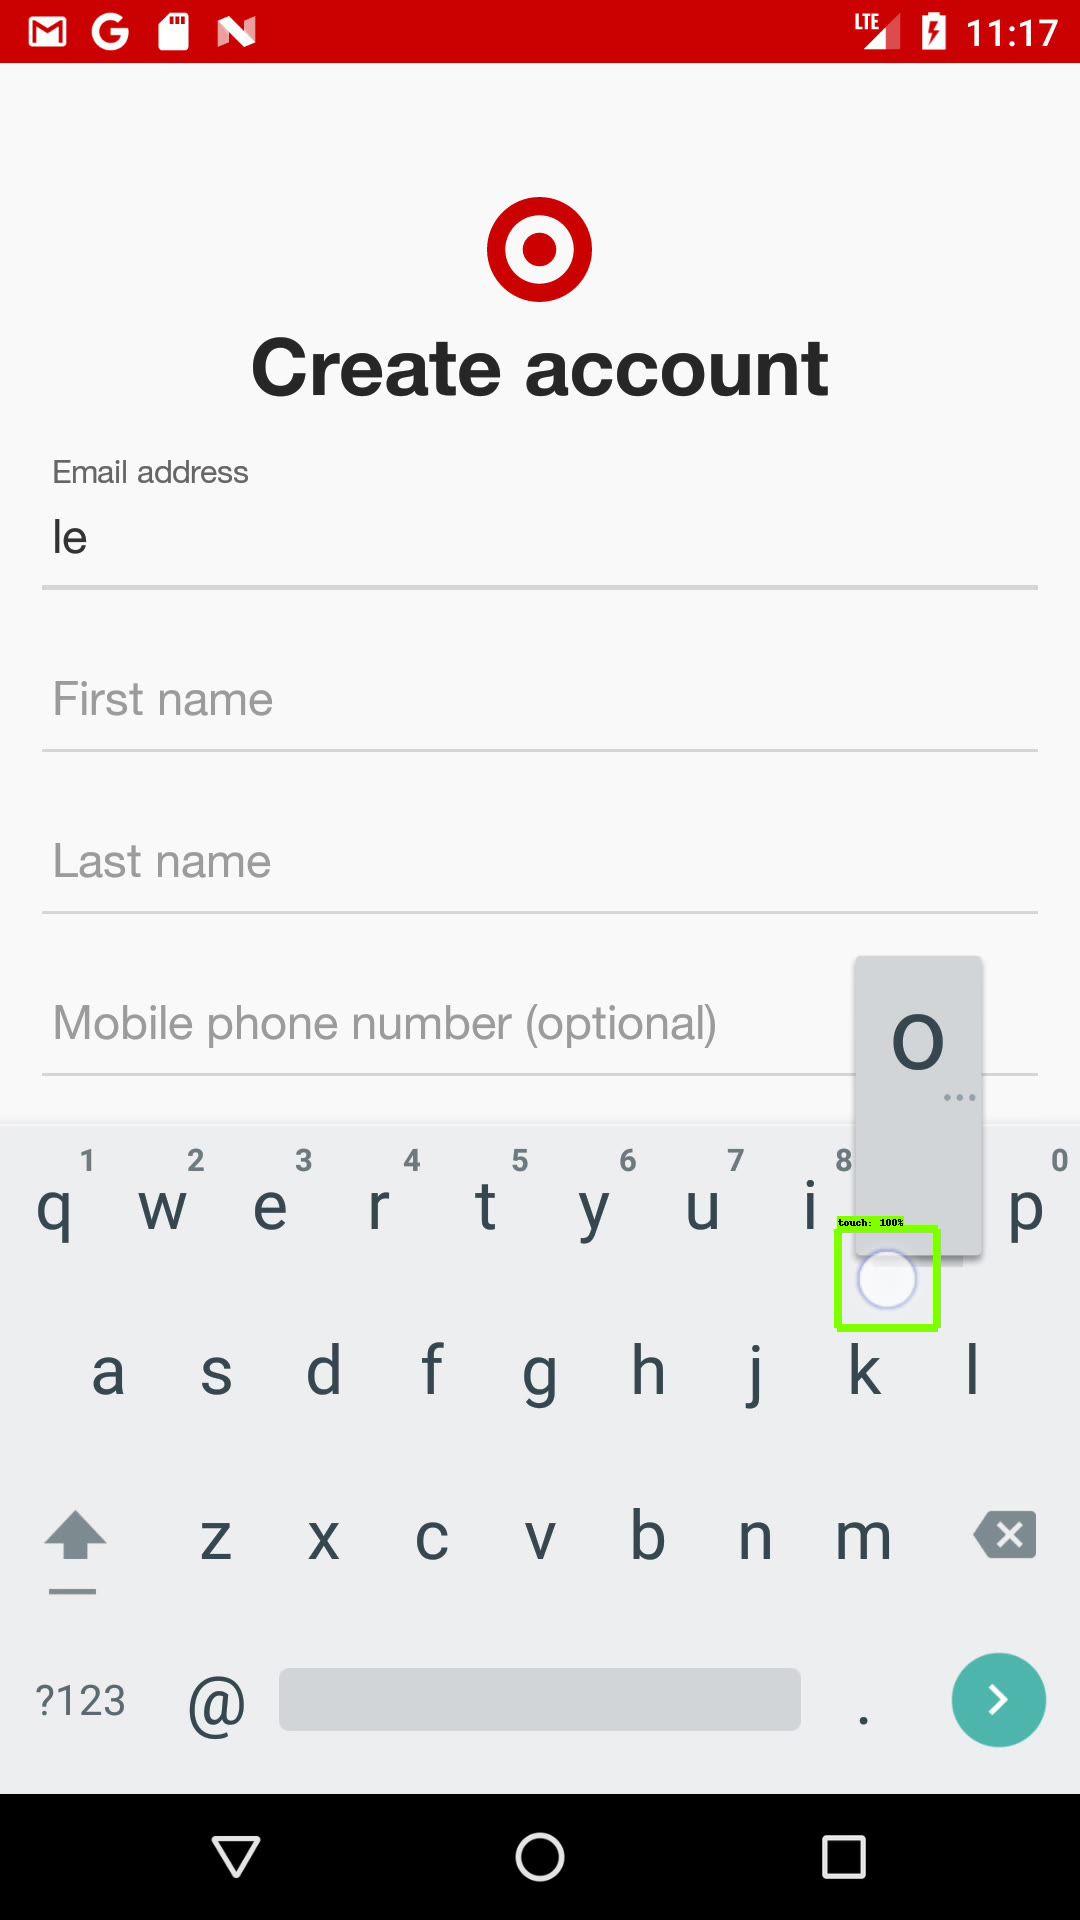 LTE 11:17
Create account
Email address
le
First name
Last name
Mobile phone number (optional)
o
...
1 2 3 4 5 6 7 8 0
q w e r t y u i p
touch: 100%
a s d f g h j k l
z x c v b n m
?123 @ .